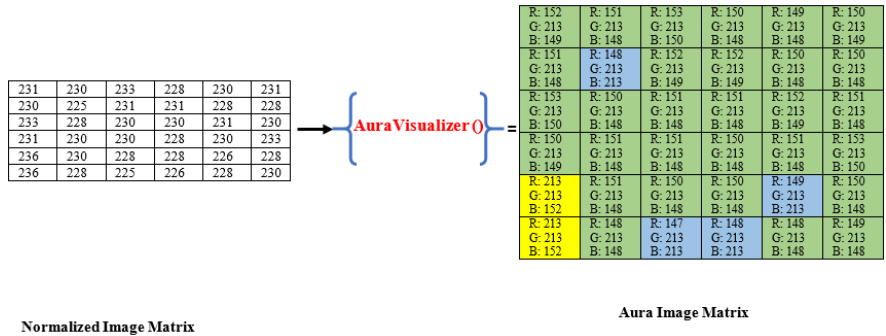 231 230 233 228 230 231
230 225 231 231 228 228
233 228 230 230 231 230
231 230 230 228 230 233
236 230 228 228 226 228
236 228 225 226 228 230
AuraVisualizer () =
R: 152 R: 151 R: 153 R: 150 R: 149 R: 150
G: 213 G: 213 G: 213 G: 213 G: 213 G: 213
B: 149 B: 148 B: 150 B: 148 B: 148 B: 149
R: 151 R: 148 R: 152 R: 152 R: 150 R: 150
G: 213 G: 213 G: 213 G: 213 G: 213 G: 213
B: 148 B: 213 B: 149 B: 149 B: 148 B: 148
R: 153 R: 150 R: 151 R: 151 R: 152 R: 151
G: 213 G: 213 G: 213 G: 213 G: 213 G: 213
B: 150 B: 148 B: 148 B: 148 B: 149 B: 148
R: 150 R: 151 R: 151 R: 150 R: 151 R: 153
G: 213 G: 213 G: 213 G: 213 G: 213 G: 213
B: 149 B: 148 B: 148 B: 148 B: 148 B: 150
R: 213 R: 151 R: 150 R: 150 R: 149 R: 150
G: 213 G: 213 G: 213 G: 213 G: 213 G: 213
B: 152 B: 148 B: 148 B: 148 B: 213 B: 148
R: 213 R: 148 R: 147 R: 148 R: 148 R: 149
G: 213 G: 213 G: 213 G: 213 G: 213 G: 213
B: 152 B: 148 B: 213 B: 213 B: 148 B: 148
Normalized Image Matrix
Aura Image Matrix